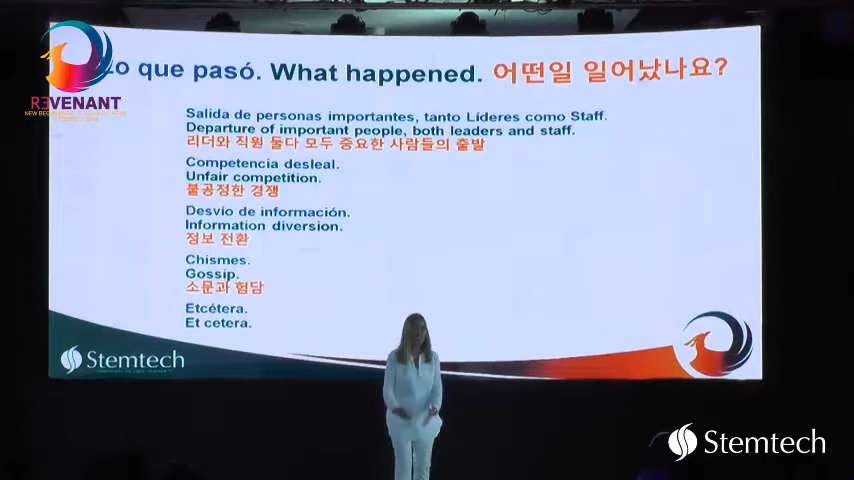 Lo que pasó. What happened. 어떤일 일어났나요?
REVENANT
Salida de personas importantes, tanto Líderes como Staff.
Departure of important people, both leaders and staff.
리더와 직원 둘다 모두 중요한 사람들의 출발
Competencia desleal.
Unfair competition.
불공정한 경쟁
Desvío de información.
Information diversion.
정보 전환
Chismes.
Gossip.
소문과 험담
Etcétera.
Et cetera.
Stemtech
Stemtech